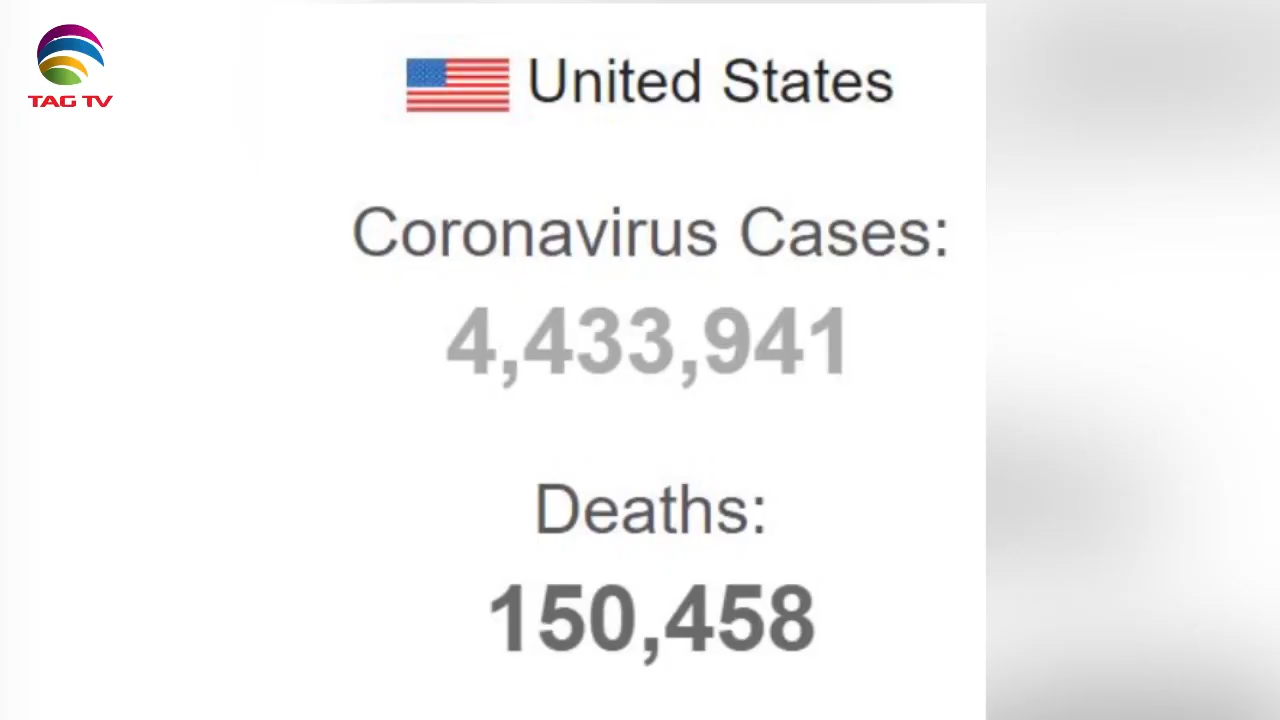 TAG TV
United States
Coronavirus Cases:
4,433,941
Deaths:
150,458